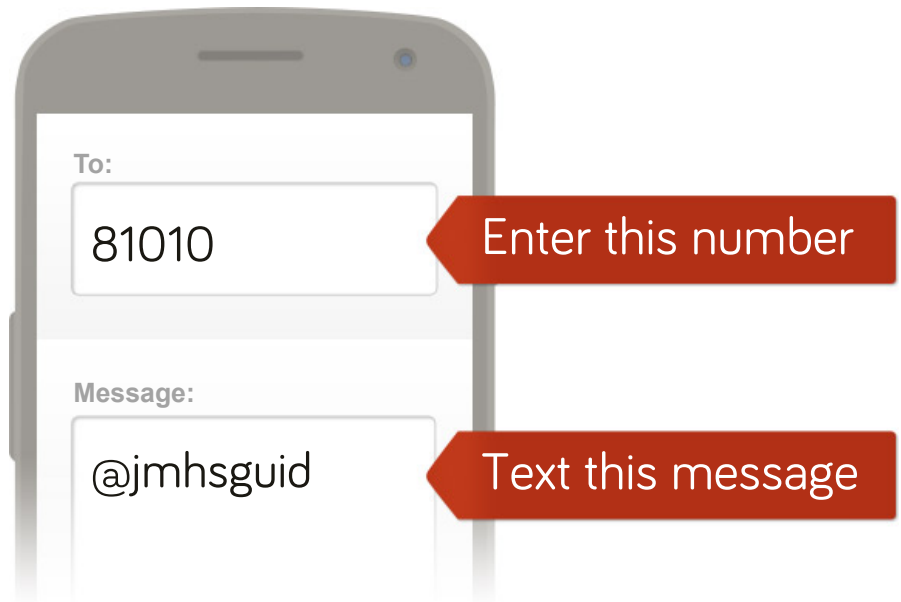 To:
81010
Enter this number
Message:
@jmhsguid
Text this message